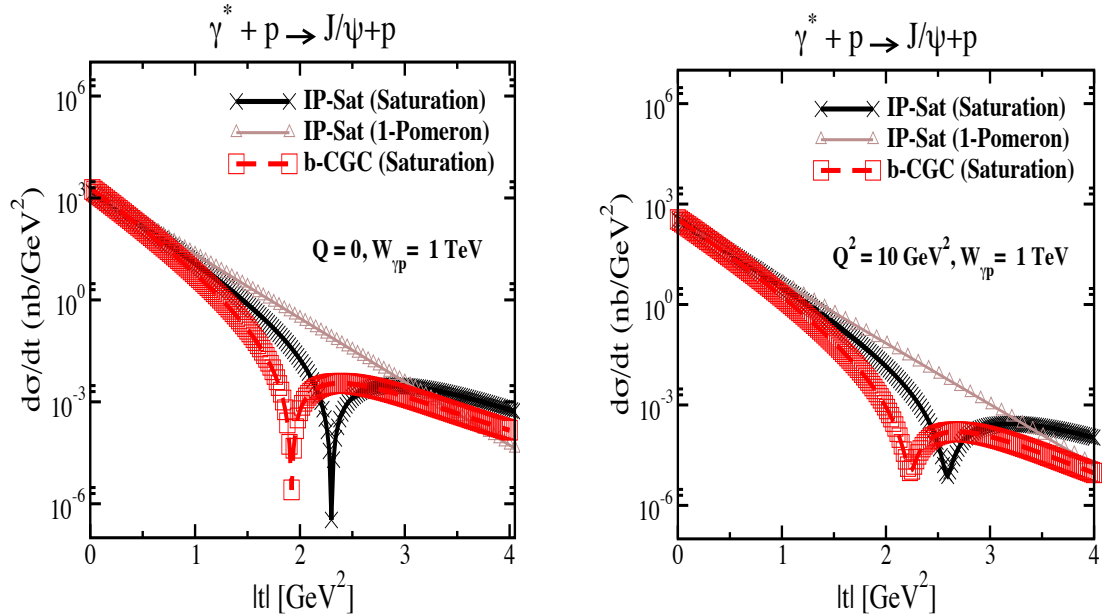 γ* + p → J/ψ+p
10^6
10^3
10^0
10^-3
10^-6
dσ/dt (nb/GeV^2)
IP-Sat (Saturation)
IP-Sat (1-Pomeron)
b-CGC (Saturation)
Q = 0, W_γp = 1 TeV
0 1 2 3 4
|t| [GeV^2]
γ* + p → J/ψ+p
10^6
10^3
10^0
10^-3
10^-6
dσ/dt (nb/GeV^2)
IP-Sat (Saturation)
IP-Sat (1-Pomeron)
b-CGC (Saturation)
Q^2 = 10 GeV^2, W_γp = 1 TeV
0 1 2 3 4
|t| [GeV^2]